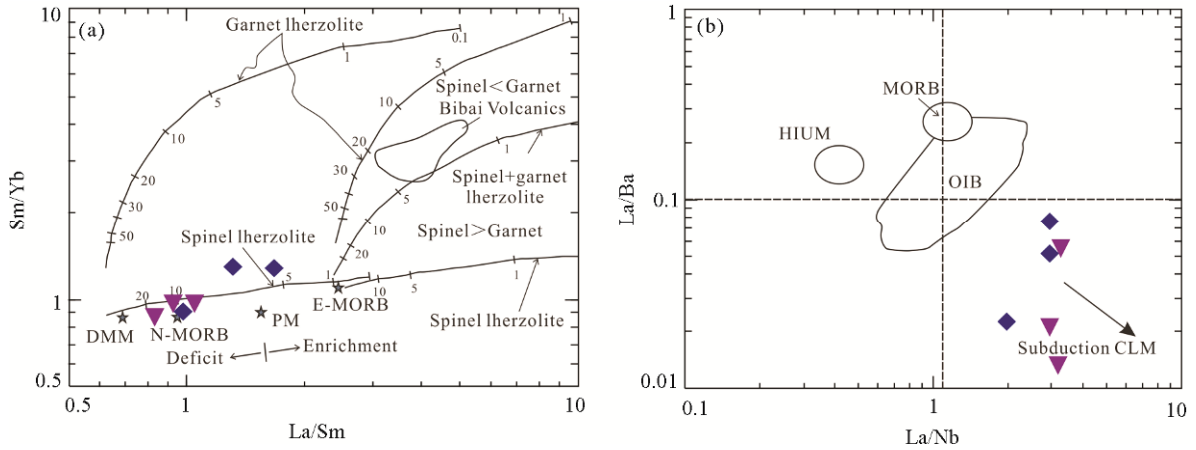 (a)
10
1
0.5
Sm/Yb
Garnet lherzolite
0.1
1
5
10
20
30
50
1
5
10
20
30
50
Spinel<Garnet
Bibai Volcanics
1
5
10
20
1
Spinel+garnet
lherzolite
Spinel>Garnet
Spinel lherzolite
20
10
5
1
10
5
1
E-MORB
Spinel lherzolite
DMM
N-MORB
PM
Deficit
Enrichment
0.5
1
10
La/Sm
(b)
1
0.1
0.01
La/Ba
MORB
HIUM
OIB
Subduction CLM
0.1
1
10
La/Nb